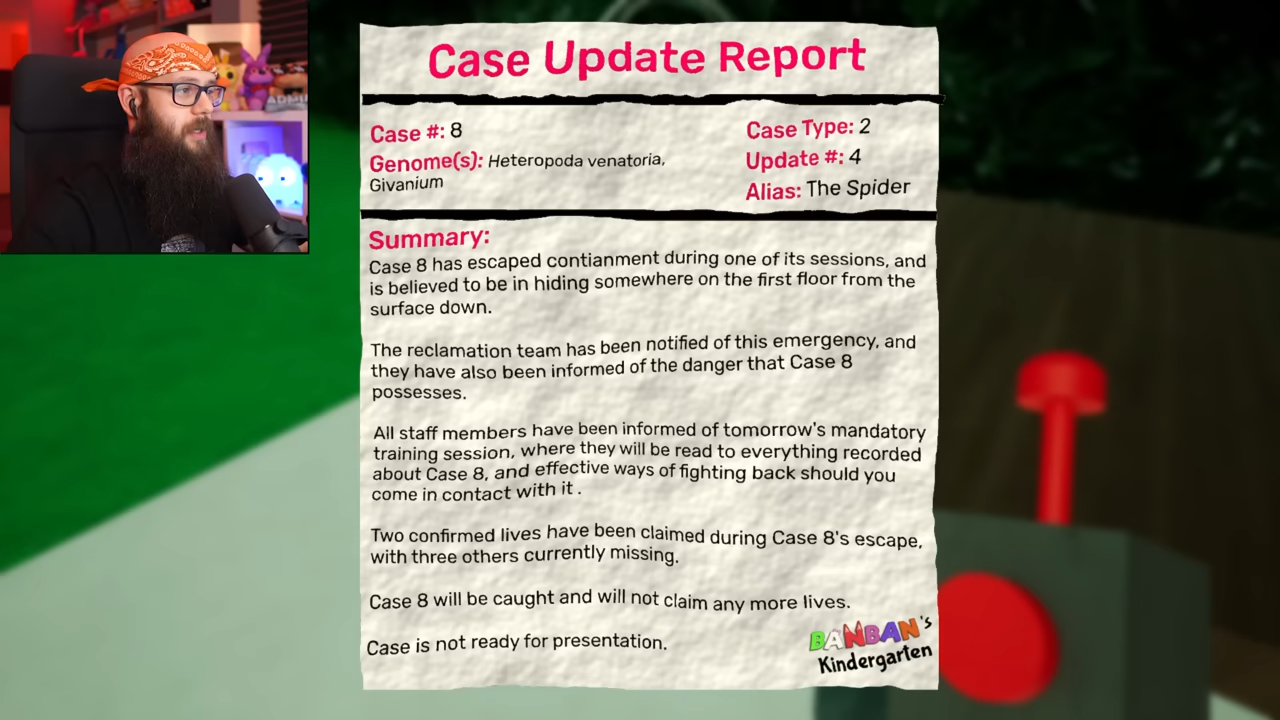 Case Update Report
Case #: 8
Genome(s): Heteropoda venatoria,
Givanium
Case Type: 2
Update #: 4
Alias: The Spider
Summary:
Case 8 has escaped contianment during one of its sessions, and
is believed to be in hiding somewhere on the first floor from the
surface down.
The reclamation team has been notified of this emergency, and
they have also been informed of the danger that Case 8
possesses.
All staff members have been informed of tomorrow's mandatory
training session, where they will be read to everything recorded
about Case 8, and effective ways of fighting back should you
come in contact with it .
Two confirmed lives have been claimed during Case 8's escape,
with three others currently missing.
Case 8 will be caught and will not claim any more lives.
Case is not ready for presentation.
BANBAN's
Kindergarten